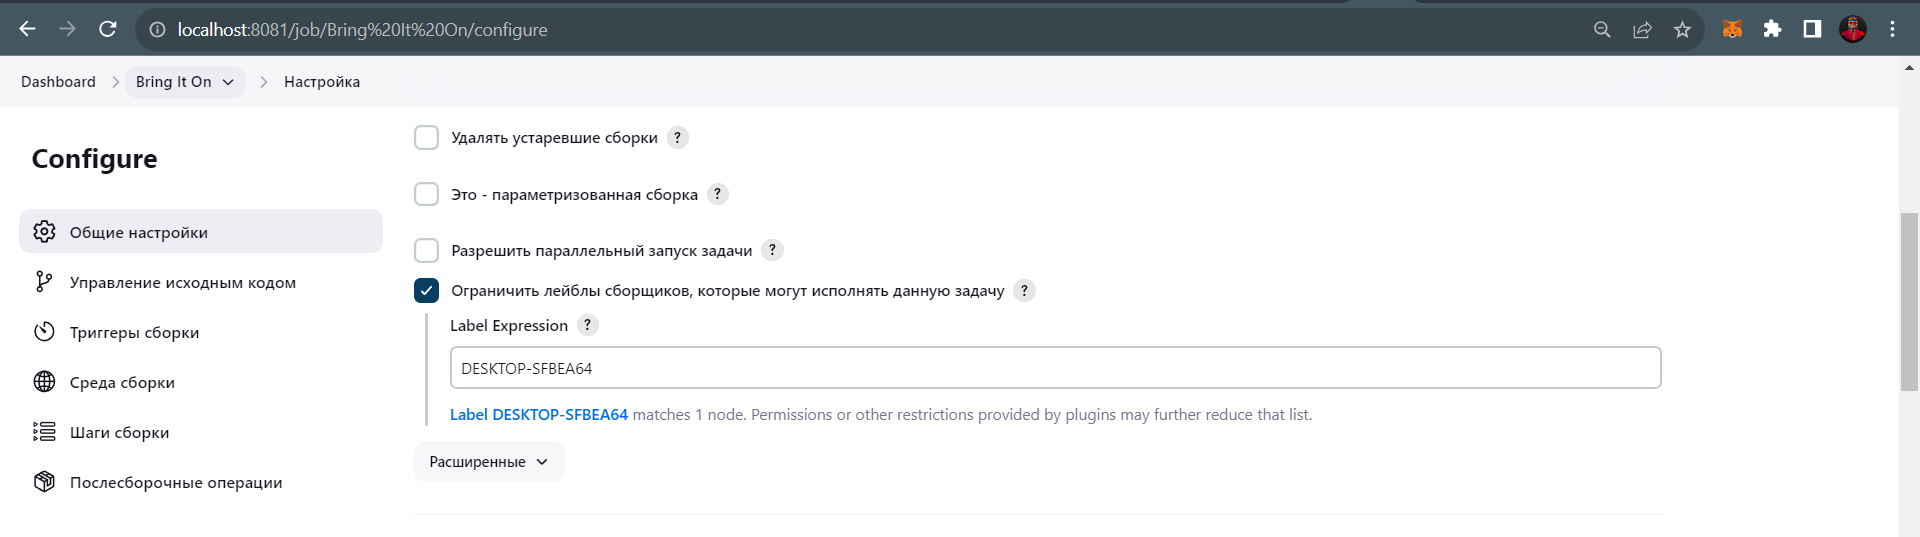 localhost:8081/job/Bring%20It%20On/configure
Dashboard Bring It On Настройка
Configure
Общие настройки
Управление исходным кодом
Триггеры сборки
Среда сборки
Шаги сборки
Послесборочные операции
Удалять устаревшие сборки ?
Это - параметризованная сборка ?
Разрешить параллельный запуск задачи ?
Ограничить лейблы сборщиков, которые могут исполнять данную задачу ?
Label Expression ?
DESKTOP-SFBEA64
Label DESKTOP-SFBEA64 matches 1 node. Permissions or other restrictions provided by plugins may further reduce that list.
Расширенные